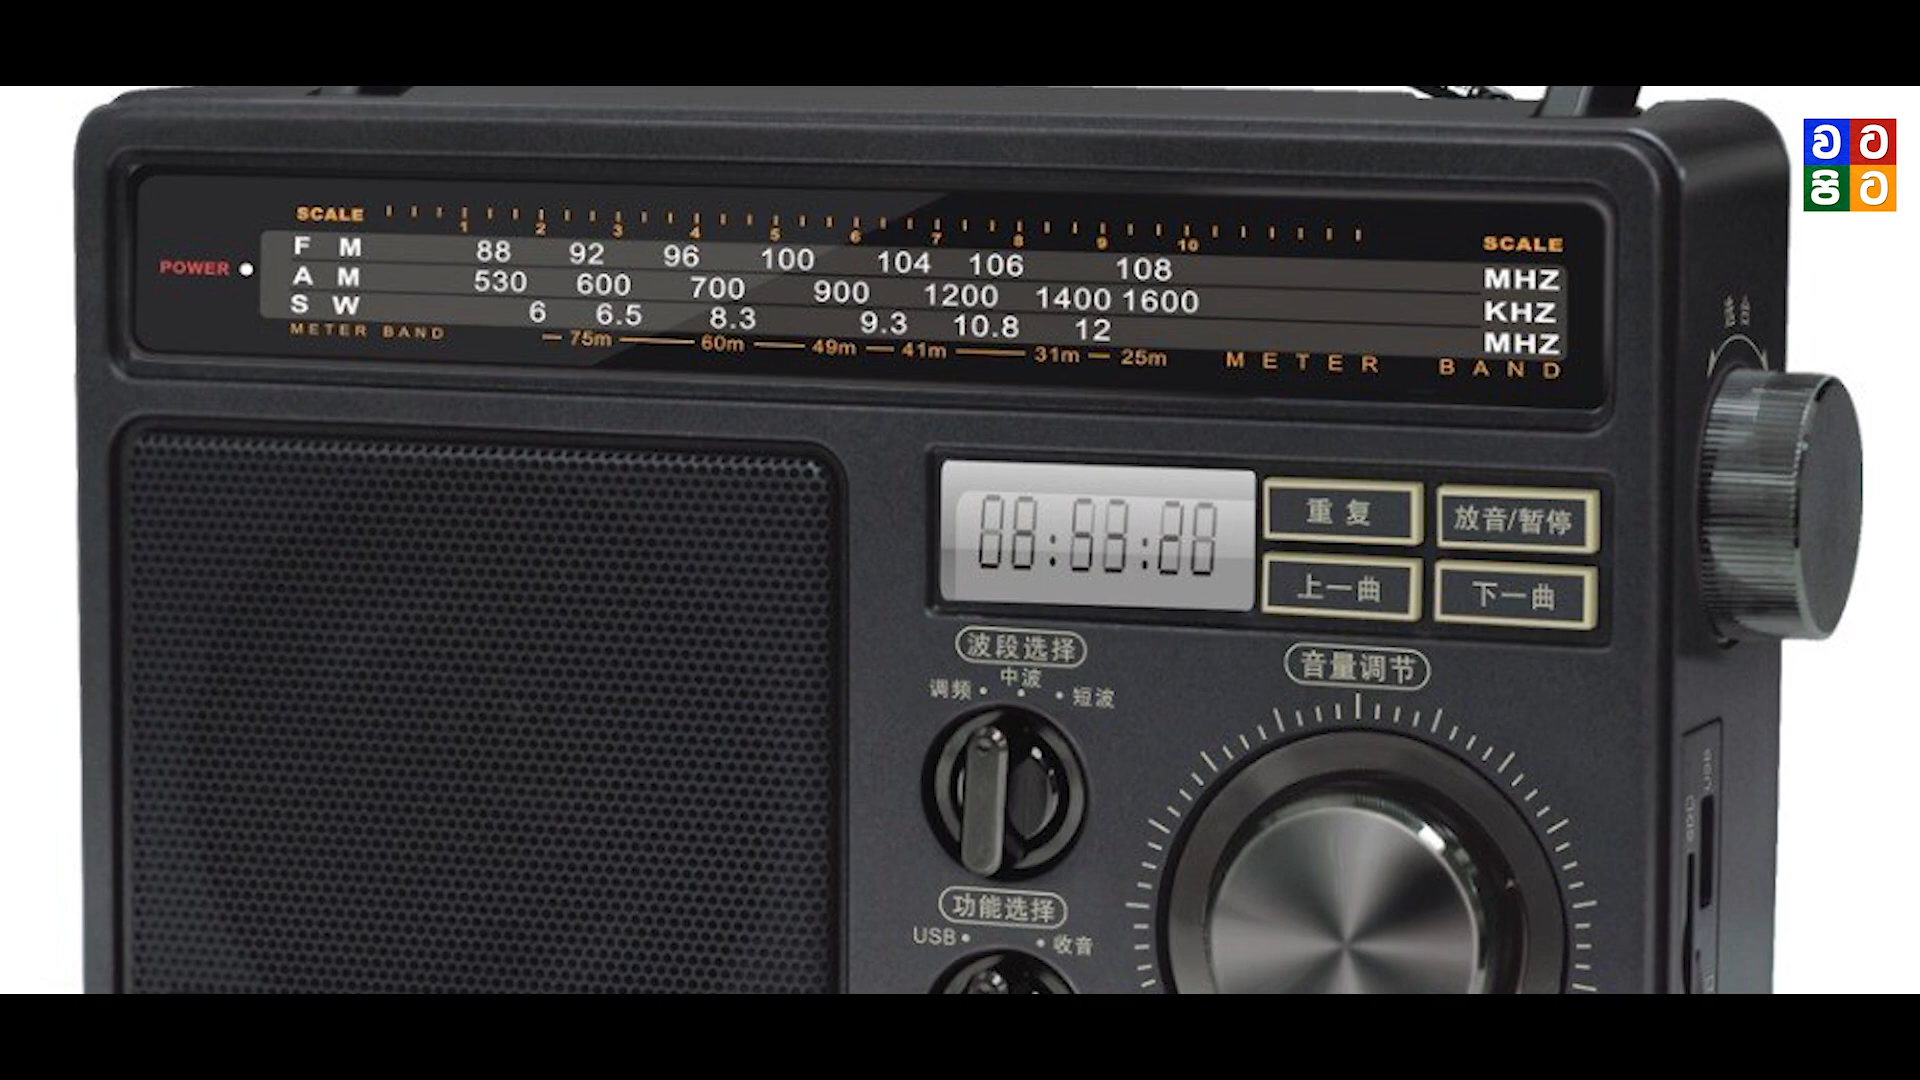 SCALE 1 2 3 4 5 6 7 8 9 10 SCALE
F M 88 92 96 100 104 106 108 MHZ
POWER
A M 530 600 700 900 1200 1400 1600 KHZ
S W 6 6.5 8.3 9.3 10.8 12 MHZ
METER BAND 75m 60m 49m 41m 31m 25m METER BAND
重复 放音/暂停
上一曲 下一曲
波段选择
调频 中波 短波
音量调节
功能选择
USB 收音